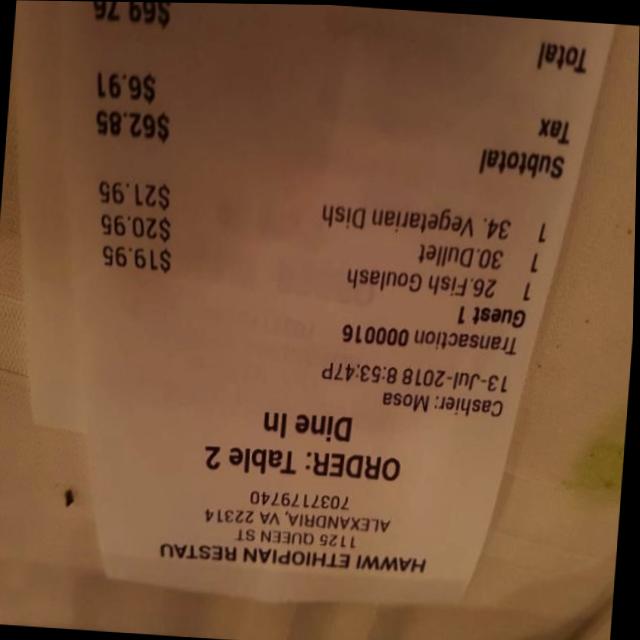 HAWWI ETHIOPIAN RESTAU
1125 QUEEN ST
ALEXANDRIA, VA 22314
7037179740
ORDER: Table 2
Dine In
Cashier: Mosa
13-Jul-2018 8:53:47P
Transaction 000016
Guest 1
1 26.Fish Goulash $19.95
1 30.Dullet $20.95
1 34. Vegetarian Dish $21.95
Subtotal $62.85
Tax $6.91
Total $69.76